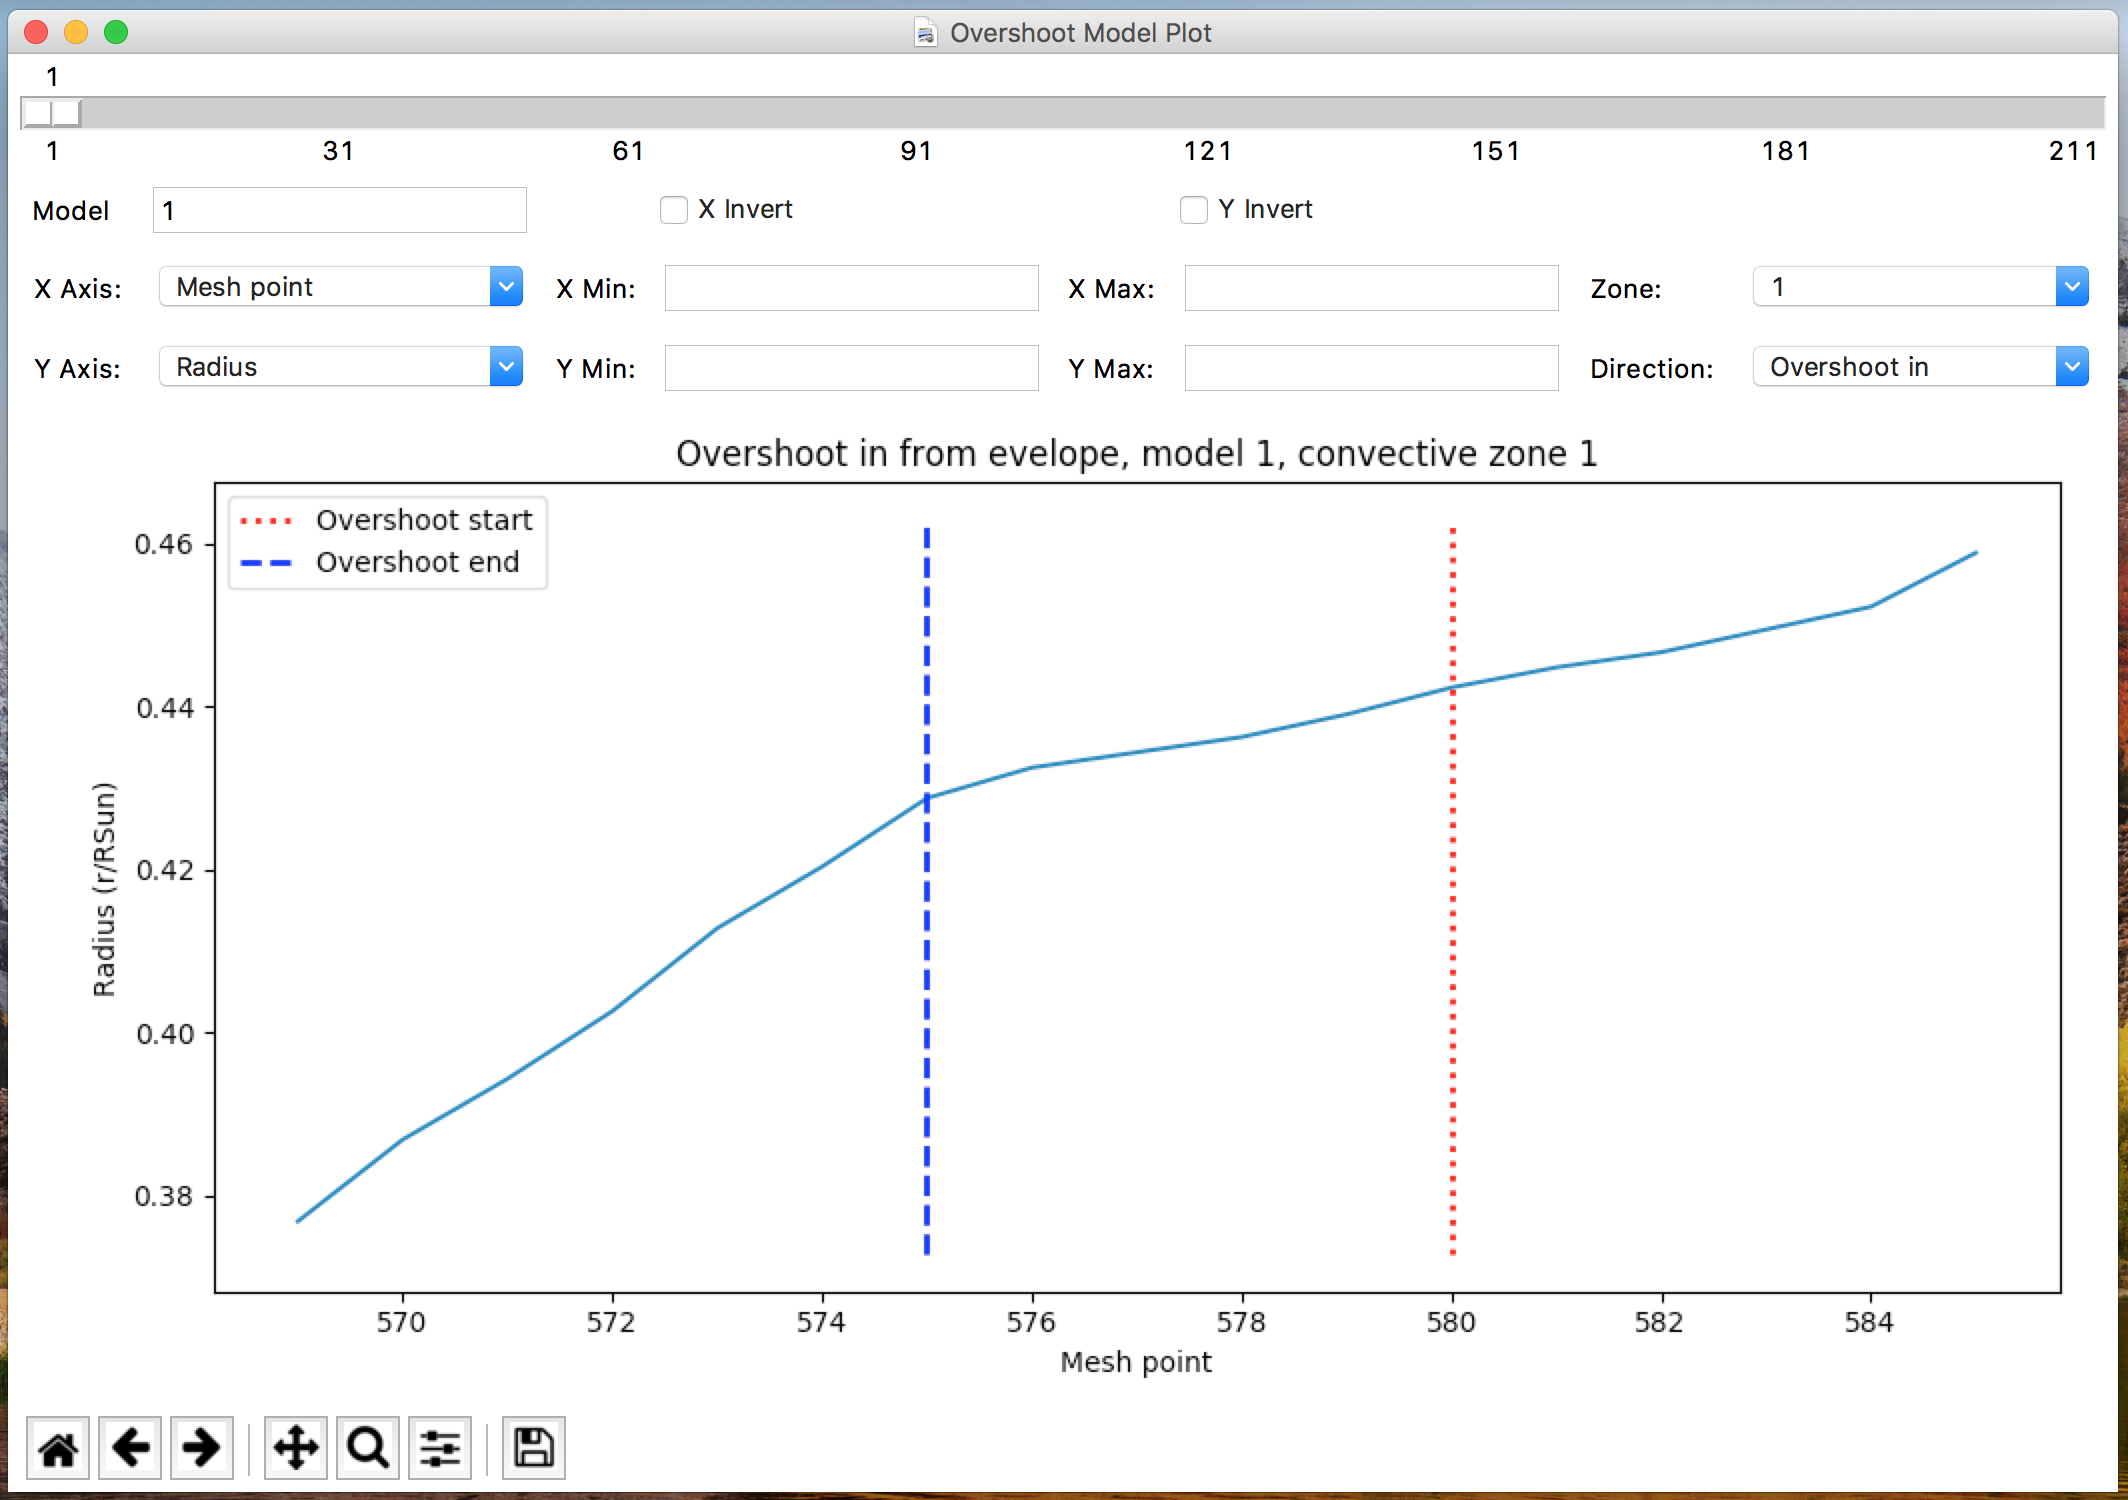 Overshoot Model Plot
1
1 31 61 91 121 151 181 211
Model 1 X Invert Y Invert
X Axis: Mesh point X Min: X Max: Zone: 1
Y Axis: Radius Y Min: Y Max: Direction: Overshoot in
Overshoot in from evelope, model 1, convective zone 1
Overshoot start
Overshoot end
0.46
0.44
0.42
0.40
0.38
Radius (r/RSun)
570 572 574 576 578 580 582 584
Mesh point